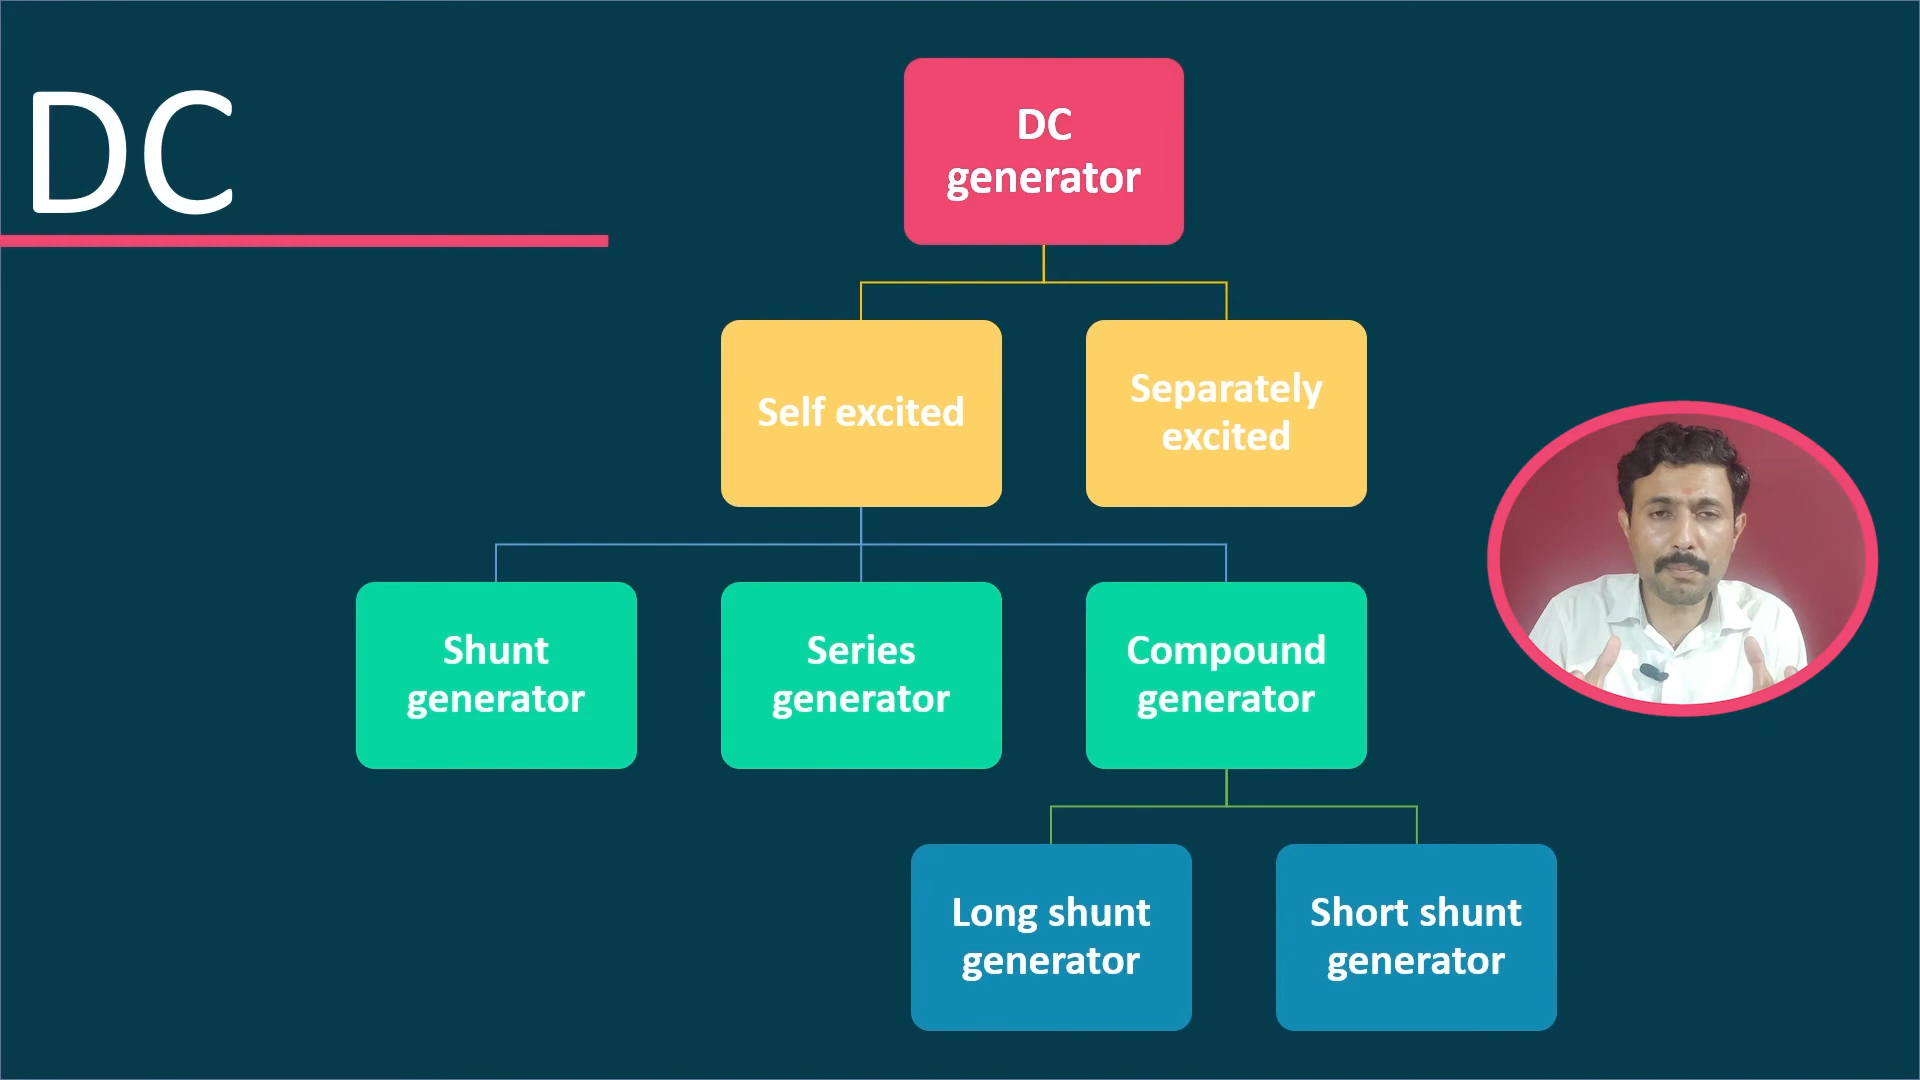 DC
DC
generator
Self excited
Separately
excited
Shunt
generator
Series
generator
Compound
generator
Long shunt
generator
Short shunt
generator